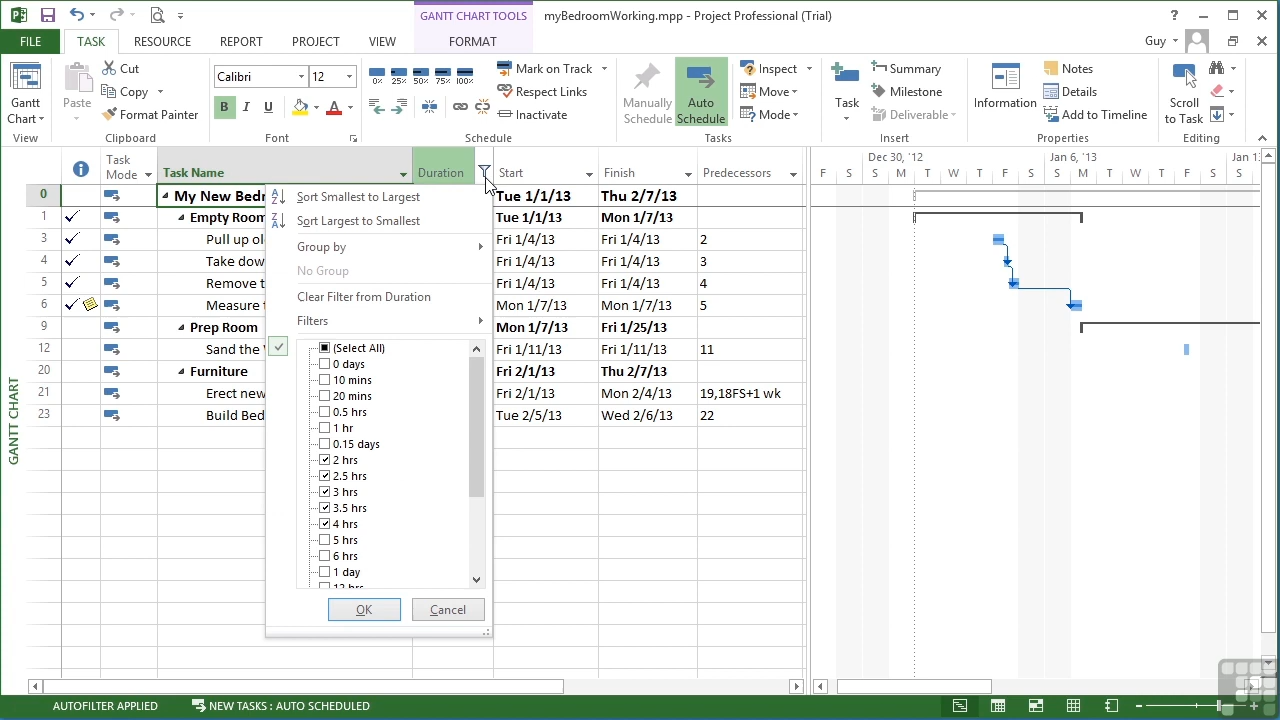 GANTT CHART TOOLS
myBedroomWorking.mpp - Project Professional (Trial)
FILE TASK RESOURCE REPORT PROJECT VIEW FORMAT Guy
Gantt Chart
View
Paste
Cut
Copy
Format Painter
Clipboard
Calibri 12
B I U A
Font
0% 25% 50% 75% 100%
Mark on Track
Respect Links
Inactivate
Schedule
Manually Schedule
Auto Schedule
Inspect
Move
Mode
Tasks
Task
Summary
Milestone
Deliverable
Insert
Information
Notes
Details
Add to Timeline
Properties
Scroll to Task
Editing
Task Mode Task Name Duration Start Finish Predecessors
Dec 30, '12 Jan 6, '13 Jan 13
F S S M T W T F S S M T W T F S S
0 My New Bedr Tue 1/1/13 Thu 2/7/13
1 Empty Room Tue 1/1/13 Mon 1/7/13
3 Pull up ol Fri 1/4/13 Fri 1/4/13 2
4 Take dow Fri 1/4/13 Fri 1/4/13 3
5 Remove t Fri 1/4/13 Fri 1/4/13 4
6 Measure t Mon 1/7/13 Mon 1/7/13 5
9 Prep Room Mon 1/7/13 Fri 1/25/13
12 Sand the Fri 1/11/13 Fri 1/11/13 11
20 Furniture Fri 2/1/13 Thu 2/7/13
21 Erect new Fri 2/1/13 Mon 2/4/13 19,18FS+1 wk
23 Build Bed Tue 2/5/13 Wed 2/6/13 22
Sort Smallest to Largest
Sort Largest to Smallest
Group by
No Group
Clear Filter from Duration
Filters
(Select All)
0 days
10 mins
20 mins
0.5 hrs
1 hr
0.15 days
2 hrs
2.5 hrs
3 hrs
3.5 hrs
4 hrs
5 hrs
6 hrs
1 day
12 hrs
OK Cancel
GANTT CHART
AUTOFILTER APPLIED NEW TASKS : AUTO SCHEDULED